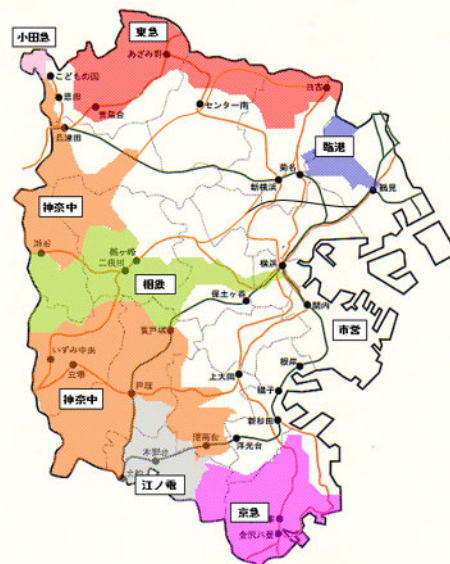 小田急
東急
あざみ野
こどもの国
恩田
青葉台
センター南
日吉
長津田
臨港
菊名
新横浜
鶴見
神奈中
瀬谷
鶴ヶ峰
二俣川
相鉄
横浜
保土ヶ谷
関内
市営
東戸塚
いずみ中央
立場
上大岡
根岸
戸塚
磯子
神奈中
新杉田
港南台
洋光台
本郷台
大船
江ノ電
京急
金沢八景